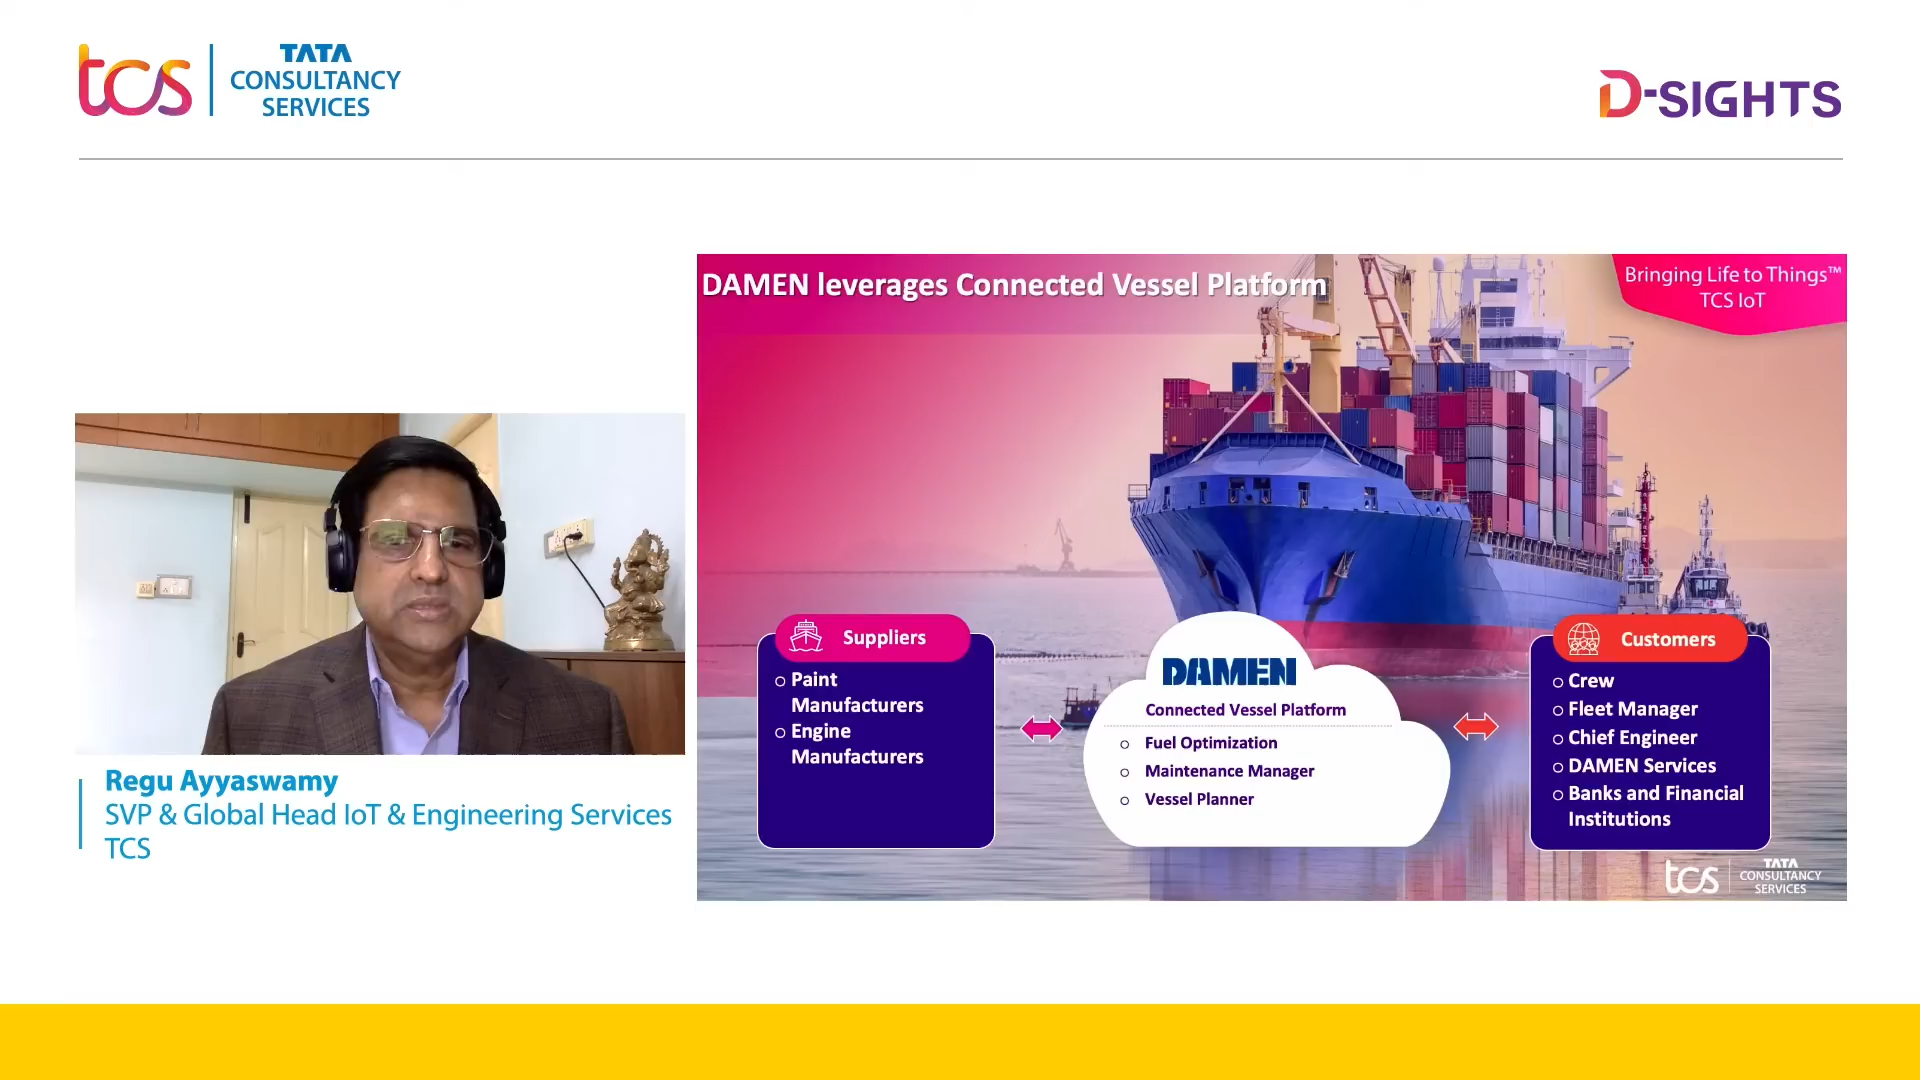 tcs
TATA
CONSULTANCY
SERVICES
D-SIGHTS
DAMEN leverages Connected Vessel Platform
Bringing Life to Things™
TCS IoT
Suppliers
Paint
Manufacturers
Engine
Manufacturers
DAMEN
Connected Vessel Platform
Fuel Optimization
Maintenance Manager
Vessel Planner
Customers
Crew
Fleet Manager
Chief Engineer
DAMEN Services
Banks and Financial
Institutions
tcs
TATA
CONSULTANCY
SERVICES
Regu Ayyaswamy
SVP & Global Head IoT & Engineering Services
TCS